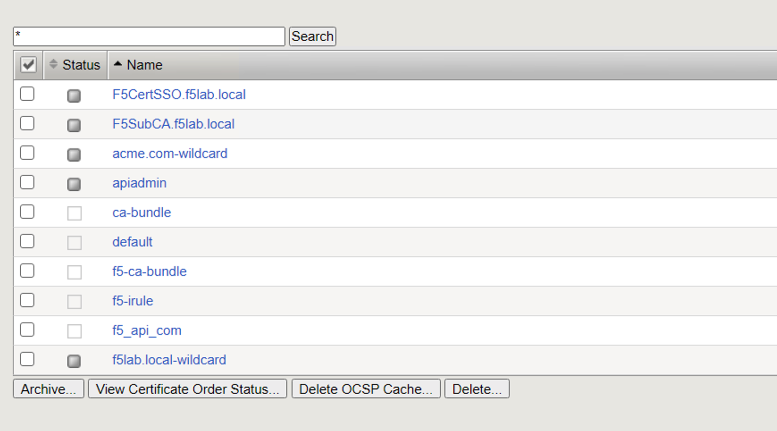 * Search
Status Name
F5CertSSO.f5lab.local
F5SubCA.f5lab.local
acme.com-wildcard
apiadmin
ca-bundle
default
f5-ca-bundle
f5-irule
f5_api_com
f5lab.local-wildcard
Archive... View Certificate Order Status... Delete OCSP Cache... Delete...